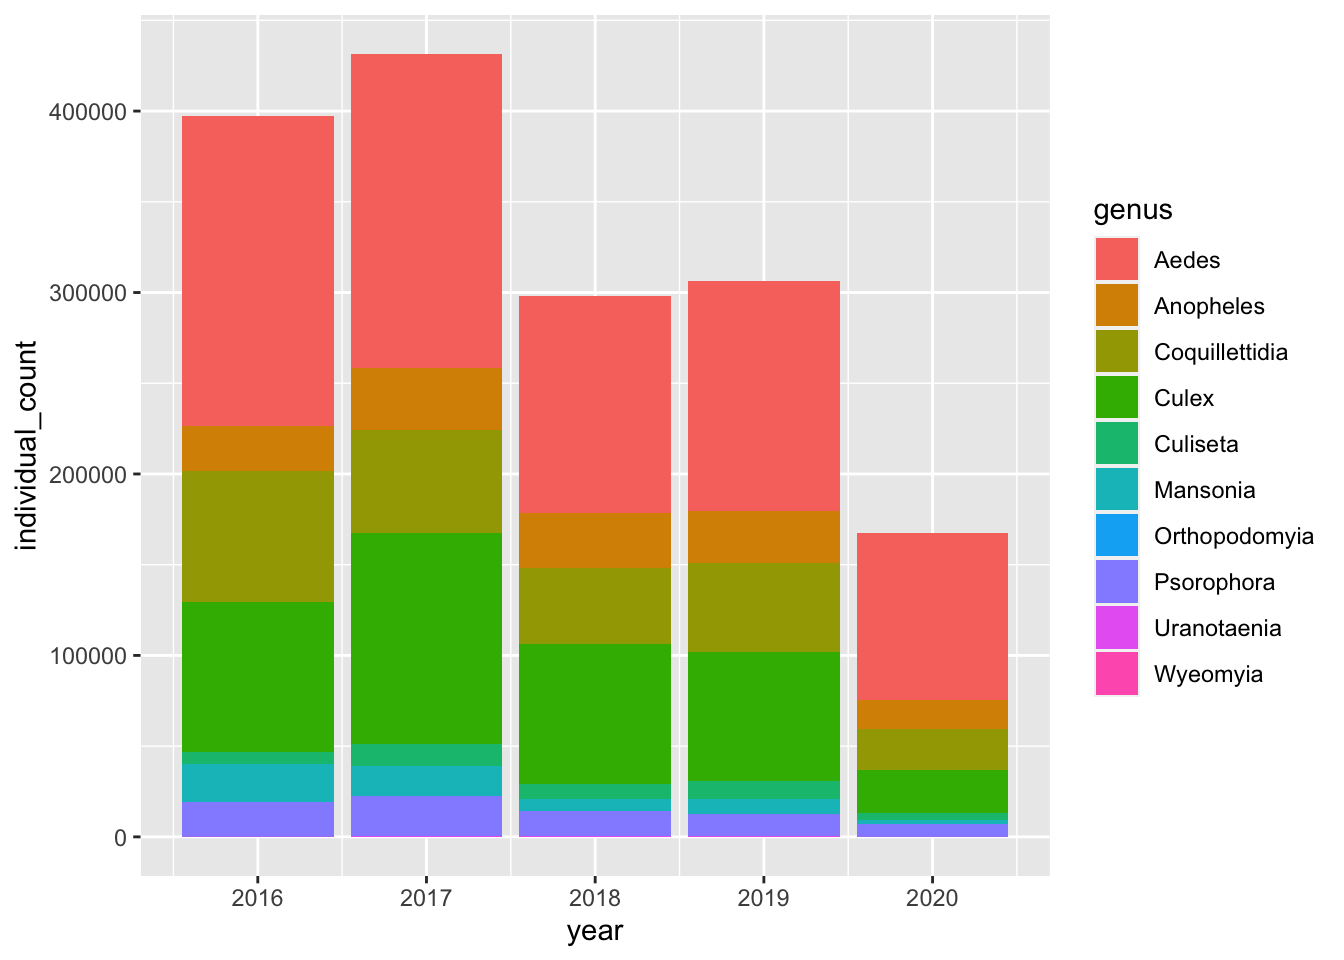 individual_count
400000
300000
200000
100000
0
2016 2017 2018 2019 2020
year
genus
Aedes
Anopheles
Coquillettidia
Culex
Culiseta
Mansonia
Orthopodomyia
Psorophora
Uranotaenia
Wyeomyia